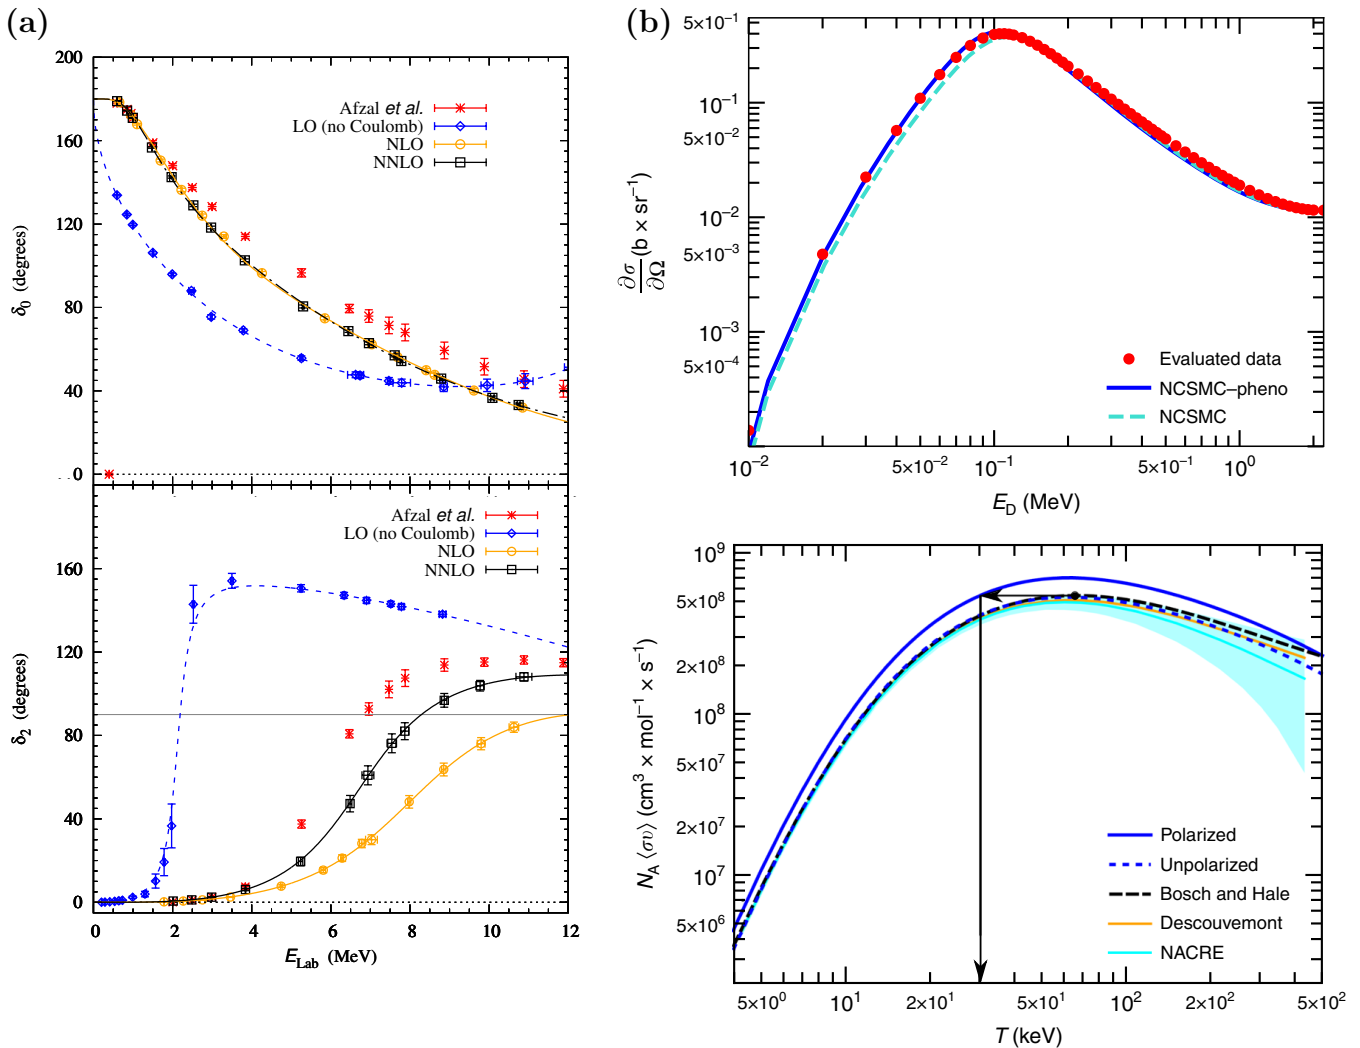 (a)
200
160
120
80
40
0
δ0 (degrees)
Afzal et al.
LO (no Coulomb)
NLO
NNLO
160
120
80
40
0
δ2 (degrees)
Afzal et al.
LO (no Coulomb)
NLO
NNLO
0 2 4 6 8 10 12
ELab (MeV)
(b)
5×10−1
10−1
5×10−2
10−2
5×10−3
10−3
5×10−4
∂σ/∂Ω (b × sr−1)
Evaluated data
NCSMC–pheno
NCSMC
10−2 5×10−2 10−1 5×10−1 100
ED (MeV)
109
5×108
2×108
108
5×107
2×107
107
5×106
NA ⟨συ⟩ (cm3 × mol−1 × s−1)
Polarized
Unpolarized
Bosch and Hale
Descouvemont
NACRE
5×100 101 2×101 5×101 102 2×102 5×102
T (keV)